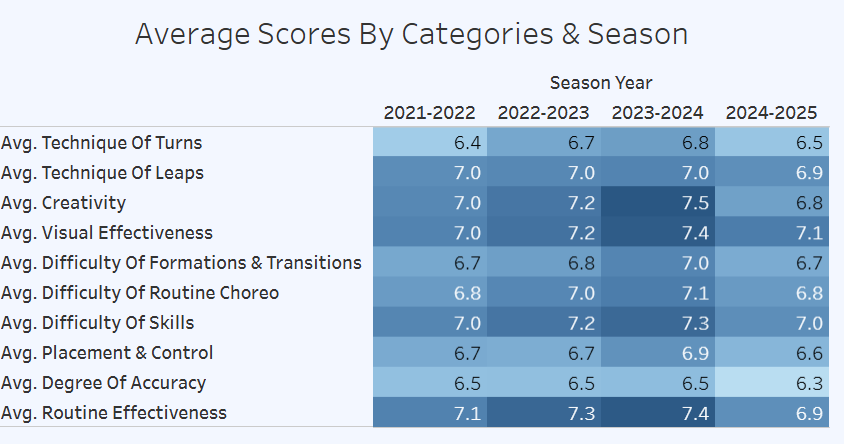 Average Scores By Categories & Season
Season Year
2021-2022 2022-2023 2023-2024 2024-2025
Avg. Technique Of Turns 6.4 6.7 6.8 6.5
Avg. Technique Of Leaps 7.0 7.0 7.0 6.9
Avg. Creativity 7.0 7.2 7.5 6.8
Avg. Visual Effectiveness 7.0 7.2 7.4 7.1
Avg. Difficulty Of Formations & Transitions 6.7 6.8 7.0 6.7
Avg. Difficulty Of Routine Choreo 6.8 7.0 7.1 6.8
Avg. Difficulty Of Skills 7.0 7.2 7.3 7.0
Avg. Placement & Control 6.7 6.7 6.9 6.6
Avg. Degree Of Accuracy 6.5 6.5 6.5 6.3
Avg. Routine Effectiveness 7.1 7.3 7.4 6.9